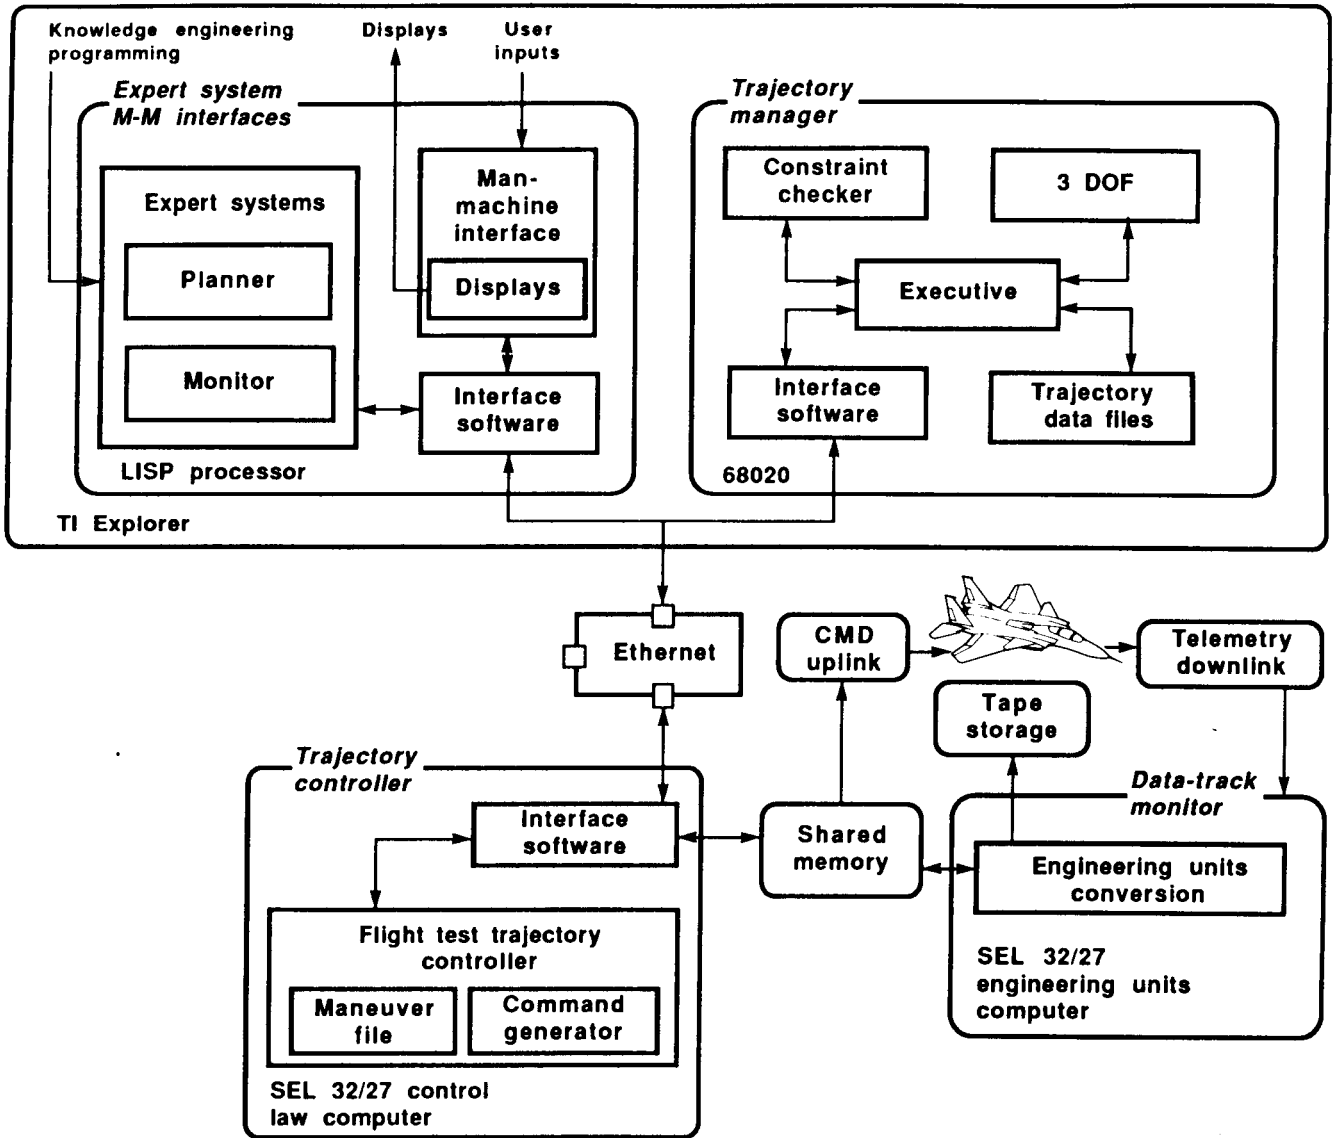 Knowledge engineering
programming
Displays
User
inputs
Expert system
M-M interfaces
Expert systems
Planner
Monitor
Man-
machine
interface
Displays
Interface
software
LISP processor
TI Explorer
Trajectory
manager
Constraint
checker
3 DOF
Executive
Interface
software
Trajectory
data files
68020
Ethernet
CMD
uplink
Telemetry
downlink
Tape
storage
Trajectory
controller
Interface
software
Shared
memory
Data-track
monitor
Engineering units
conversion
SEL 32/27
engineering units
computer
Flight test trajectory
controller
Maneuver
file
Command
generator
SEL 32/27 control
law computer